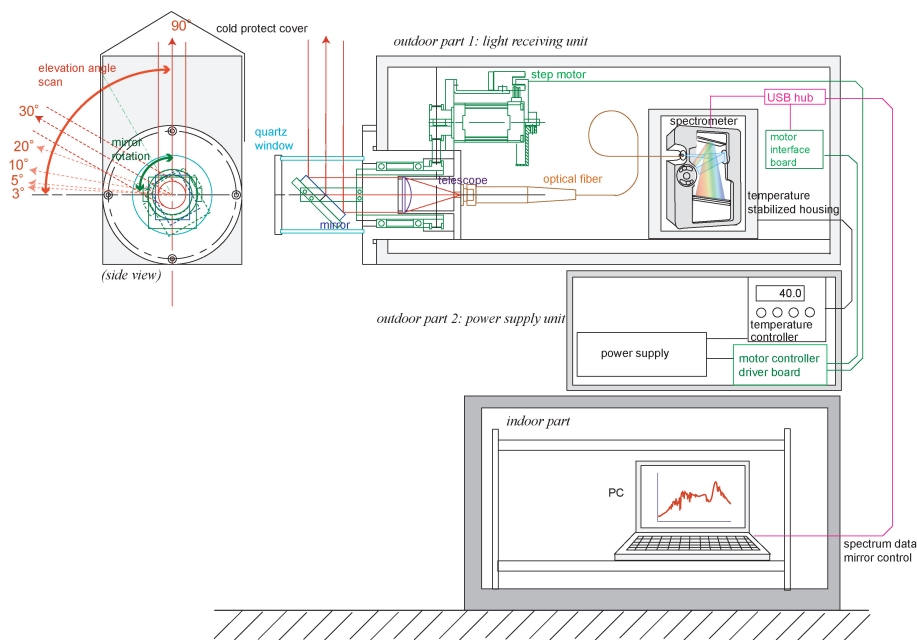 90°
cold protect cover
elevation angle
scan
30°
20°
10°
5°
3°
mirror
rotation
(side view)
outdoor part 1: light receiving unit
quartz
window
mirror
telescope
step motor
optical fiber
spectrometer
USB hub
motor
interface
board
temperature
stabilized housing
outdoor part 2: power supply unit
40.0
temperature
controller
power supply
motor controller
driver board
indoor part
PC
spectrum data
mirror control